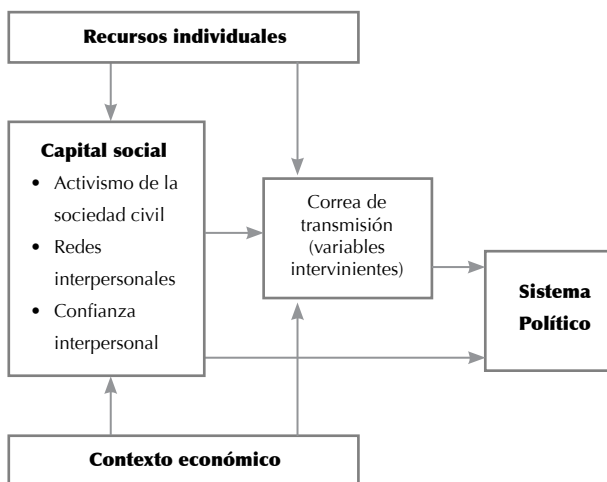 Recursos individuales
Capital social
• Activismo de la
sociedad civil
• Redes
interpersonales
• Confianza
interpersonal
Correa de
transmisión
(variables
intervinientes)
Sistema
Político
Contexto económico